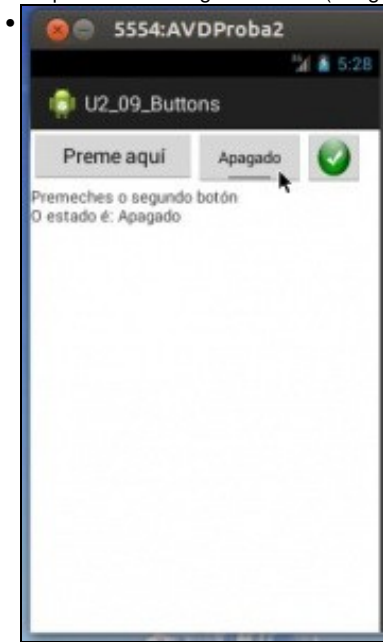 5554:AVDProba2
5:28
U2_09_Buttons
Preme aquí
Apagado
Premeches o segundo botón
O estado é: Apagado